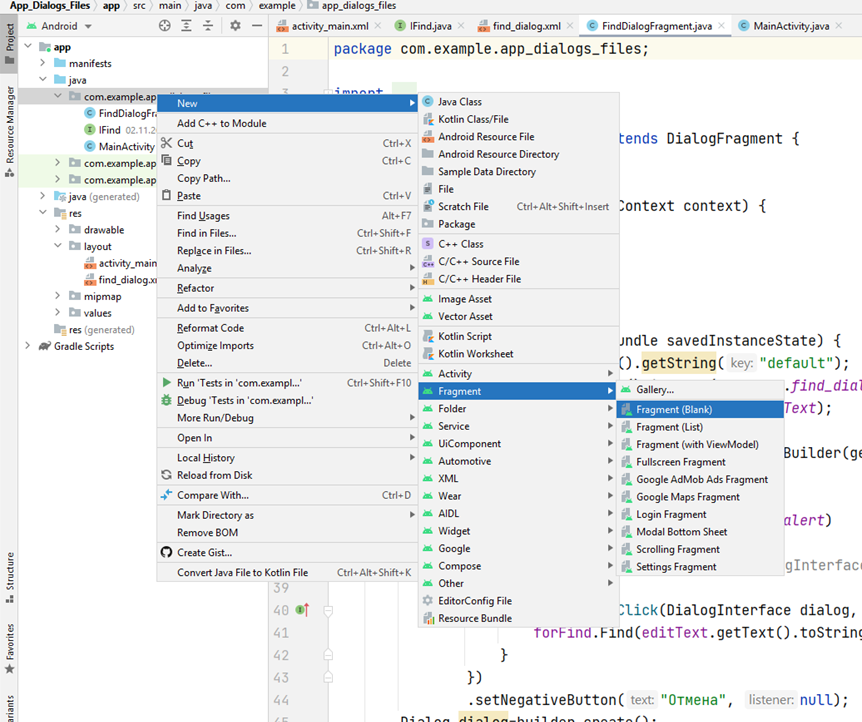 App_Dialogs_Files › app › src › main › java › com › example › app_dialogs_files
Project
Resource Manager
Structure
Favorites
Android
app
manifests
java
com.example.ap
FindDialogFra
IFind 02.11.20
MainActivity
com.example.ap
com.example.ap
java (generated)
res
drawable
layout
activity_main
find_dialog.xm
mipmap
values
res (generated)
Gradle Scripts
New
Add C++ to Module
Cut Ctrl+X
Copy Ctrl+C
Copy Path...
Paste Ctrl+V
Find Usages Alt+F7
Find in Files... Ctrl+Shift+F
Replace in Files... Ctrl+Shift+R
Analyze
Refactor
Add to Favorites
Reformat Code Ctrl+Alt+L
Optimize Imports Ctrl+Alt+O
Delete... Delete
Run 'Tests in 'com.exampl...' Ctrl+Shift+F10
Debug 'Tests in 'com.exampl...'
More Run/Debug
Open In
Local History
Reload from Disk
Compare With... Ctrl+D
Mark Directory as
Remove BOM
Create Gist...
Convert Java File to Kotlin File Ctrl+Alt+Shift+K
Java Class
Kotlin Class/File
Android Resource File
Android Resource Directory
Sample Data Directory
File
Scratch File Ctrl+Alt+Shift+Insert
Package
C++ Class
C/C++ Source File
C/C++ Header File
Image Asset
Vector Asset
Kotlin Script
Kotlin Worksheet
Activity
Fragment
Folder
Service
UiComponent
Automotive
XML
Wear
AIDL
Widget
Google
Compose
Other
EditorConfig File
Resource Bundle
Gallery...
Fragment (Blank)
Fragment (List)
Fragment (with ViewModel)
Fullscreen Fragment
Google AdMob Ads Fragment
Google Maps Fragment
Login Fragment
Modal Bottom Sheet
Scrolling Fragment
Settings Fragment
activity_main.xml IFind.java find_dialog.xml FindDialogFragment.java MainActivity.java
1 package com.example.app_dialogs_files;
2
3 import
tends DialogFragment {
Context context) {
undle savedInstanceState) {
().getString( key: "default");
.find_dial
Text);
Builder(ge
alert)
gInterface
39
40 Click(DialogInterface dialog,
41 forFind.Find(editText.getText().toString
42 }
43 })
44 .setNegativeButton( text: "Отмена", listener: null);
45 Dialog dialog=builder.create();